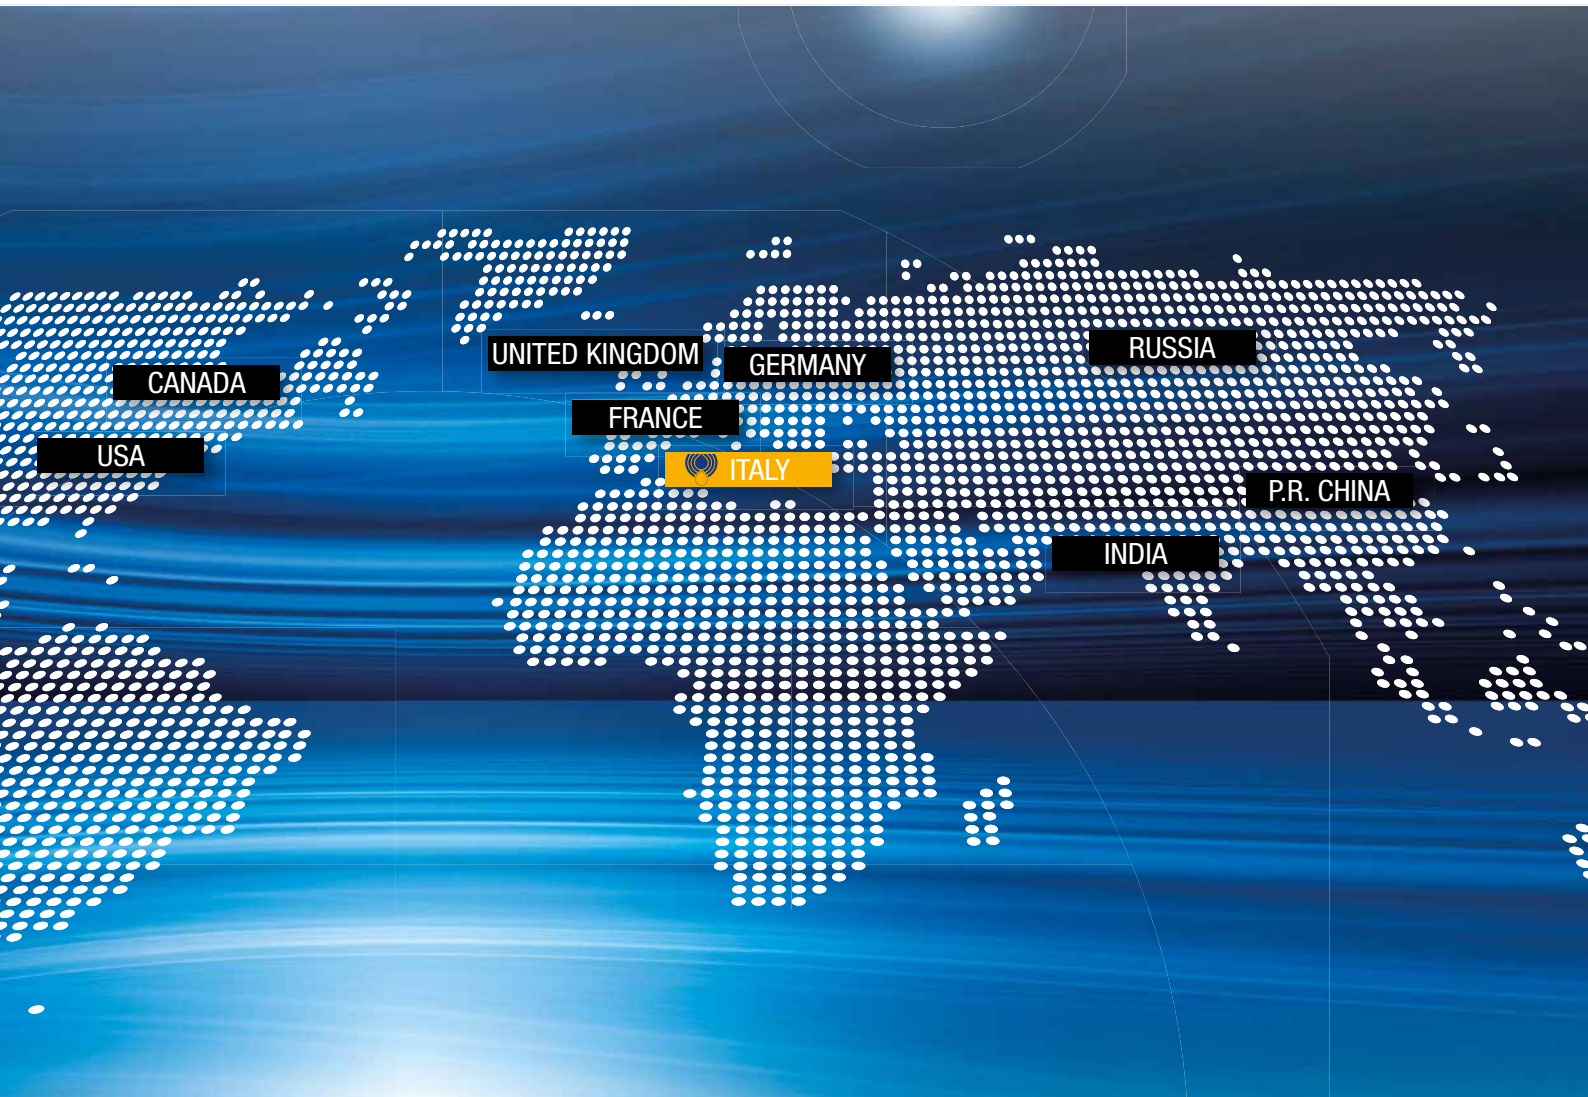 UNITED KINGDOM
GERMANY
RUSSIA
CANADA
FRANCE
USA
ITALY
P.R. CHINA
INDIA